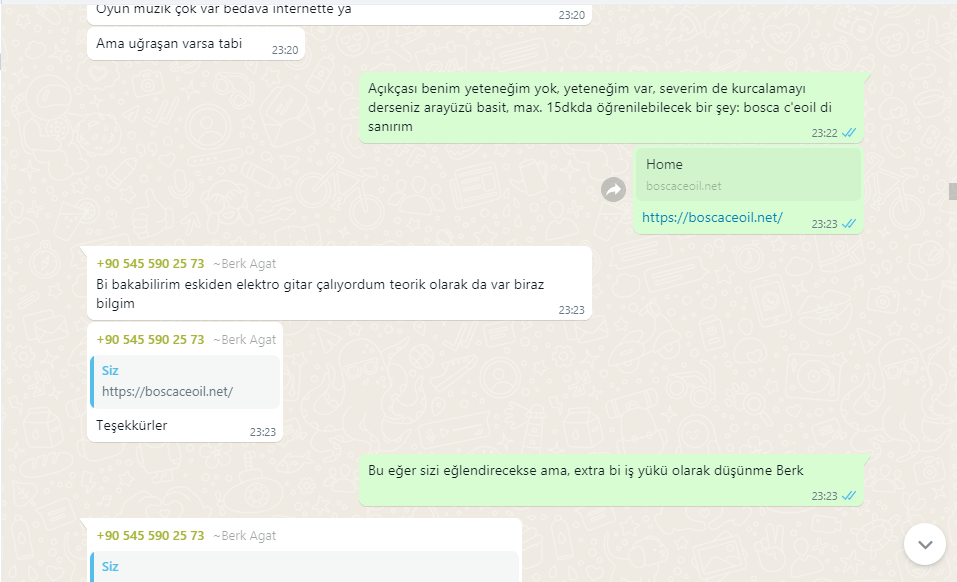 Oyun müzik çok var bedava internette ya
23:20
Ama uğraşan varsa tabi
23:20
Açıkçası benim yeteneğim yok, yeteneğim var, severim de kurcalamayı
derseniz arayüzü basit, max. 15dkda öğrenilebilecek bir şey: bosca c'eoil di
sanırım
23:22
Home
boscaceoil.net
https://boscaceoil.net/
23:23
+90 545 590 25 73 ~Berk Agat
Bi bakabilirim eskiden elektro gitar çalıyordum teorik olarak da var biraz
bilgim
23:23
+90 545 590 25 73 ~Berk Agat
Siz
https://boscaceoil.net/
Teşekkürler
23:23
Bu eğer sizi eğlendirecekse ama, extra bi iş yükü olarak düşünme Berk
23:23
+90 545 590 25 73 ~Berk Agat
Siz